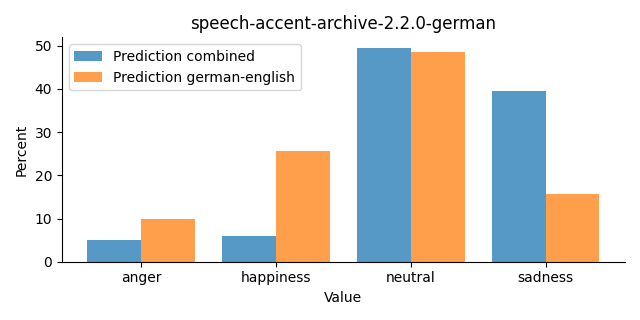 speech-accent-archive-2.2.0-german
Prediction combined
Prediction german-english
50
40
30
20
10
0
Percent
anger happiness neutral sadness
Value